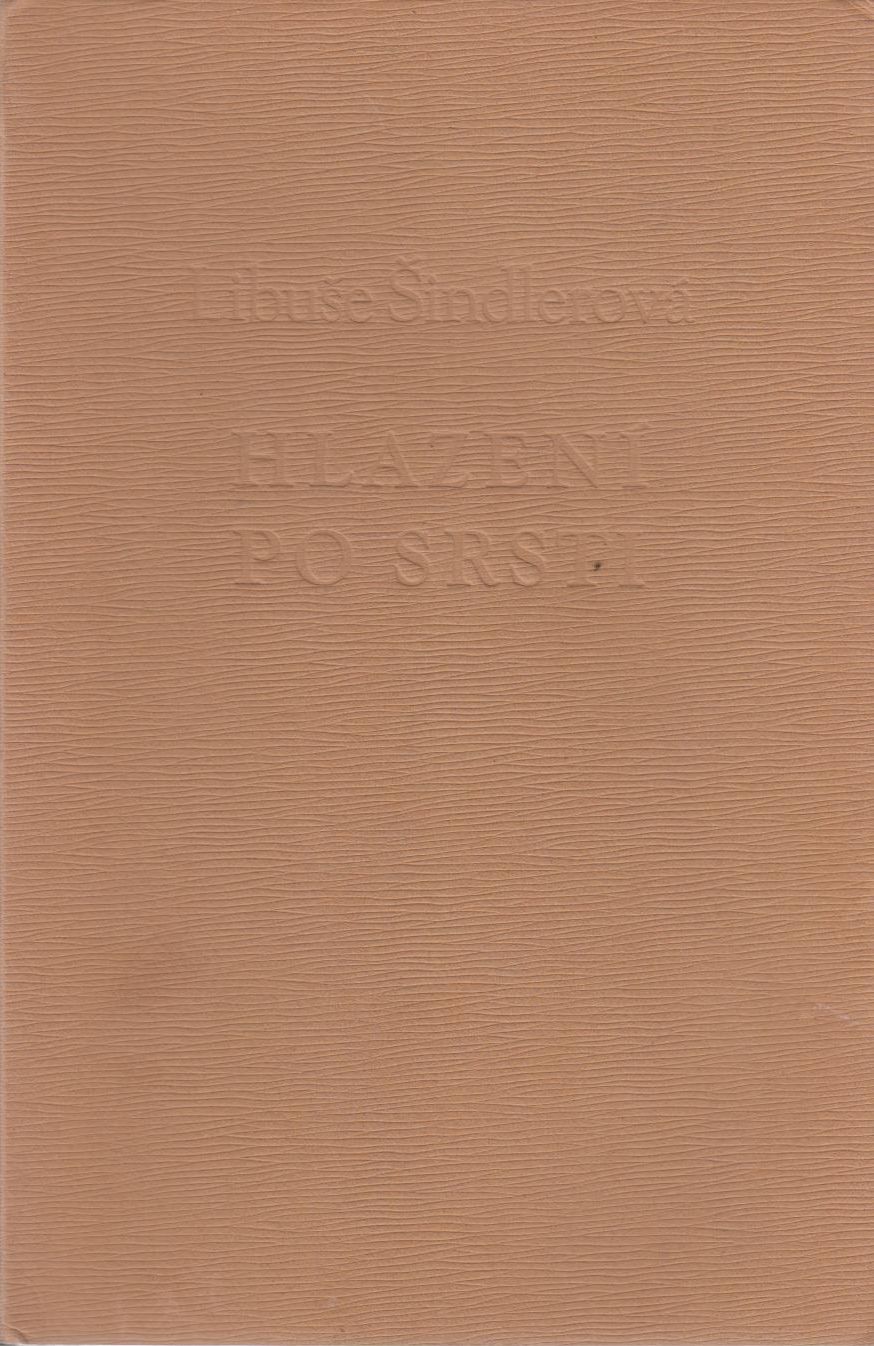 Libuše Šindlerová
HLAZENÍ
PO SRSTI